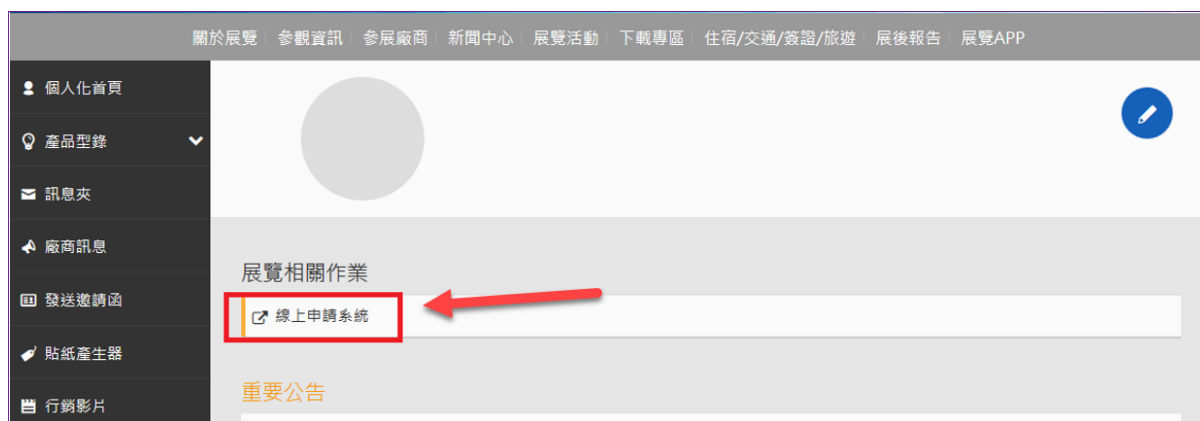 關於展覽 參觀資訊 參展廠商 新聞中心 展覽活動 下載專區 住宿/交通/簽證/旅遊 展後報告 展覽APP
個人化首頁
產品型錄
訊息夾
廠商訊息
發送邀請函
貼紙產生器
行銷影片
展覽相關作業
線上申請系統
重要公告